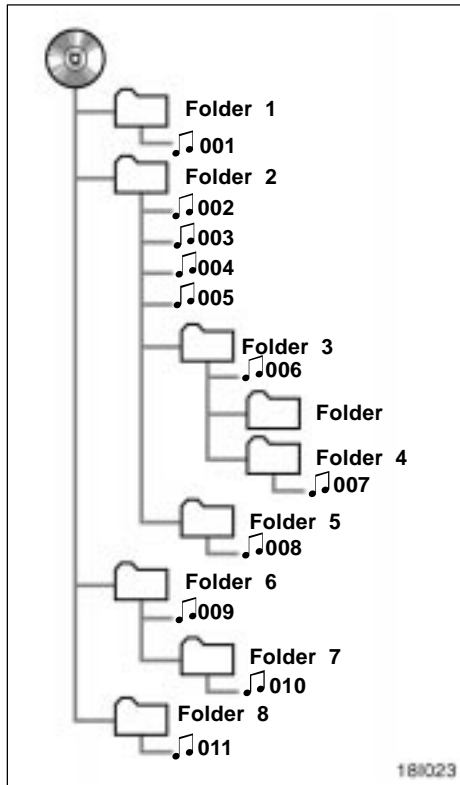 Folder 1
001
Folder 2
002
003
004
005
Folder 3
006
Folder
Folder 4
007
Folder 5
008
Folder 6
009
Folder 7
010
Folder 8
011
18I023